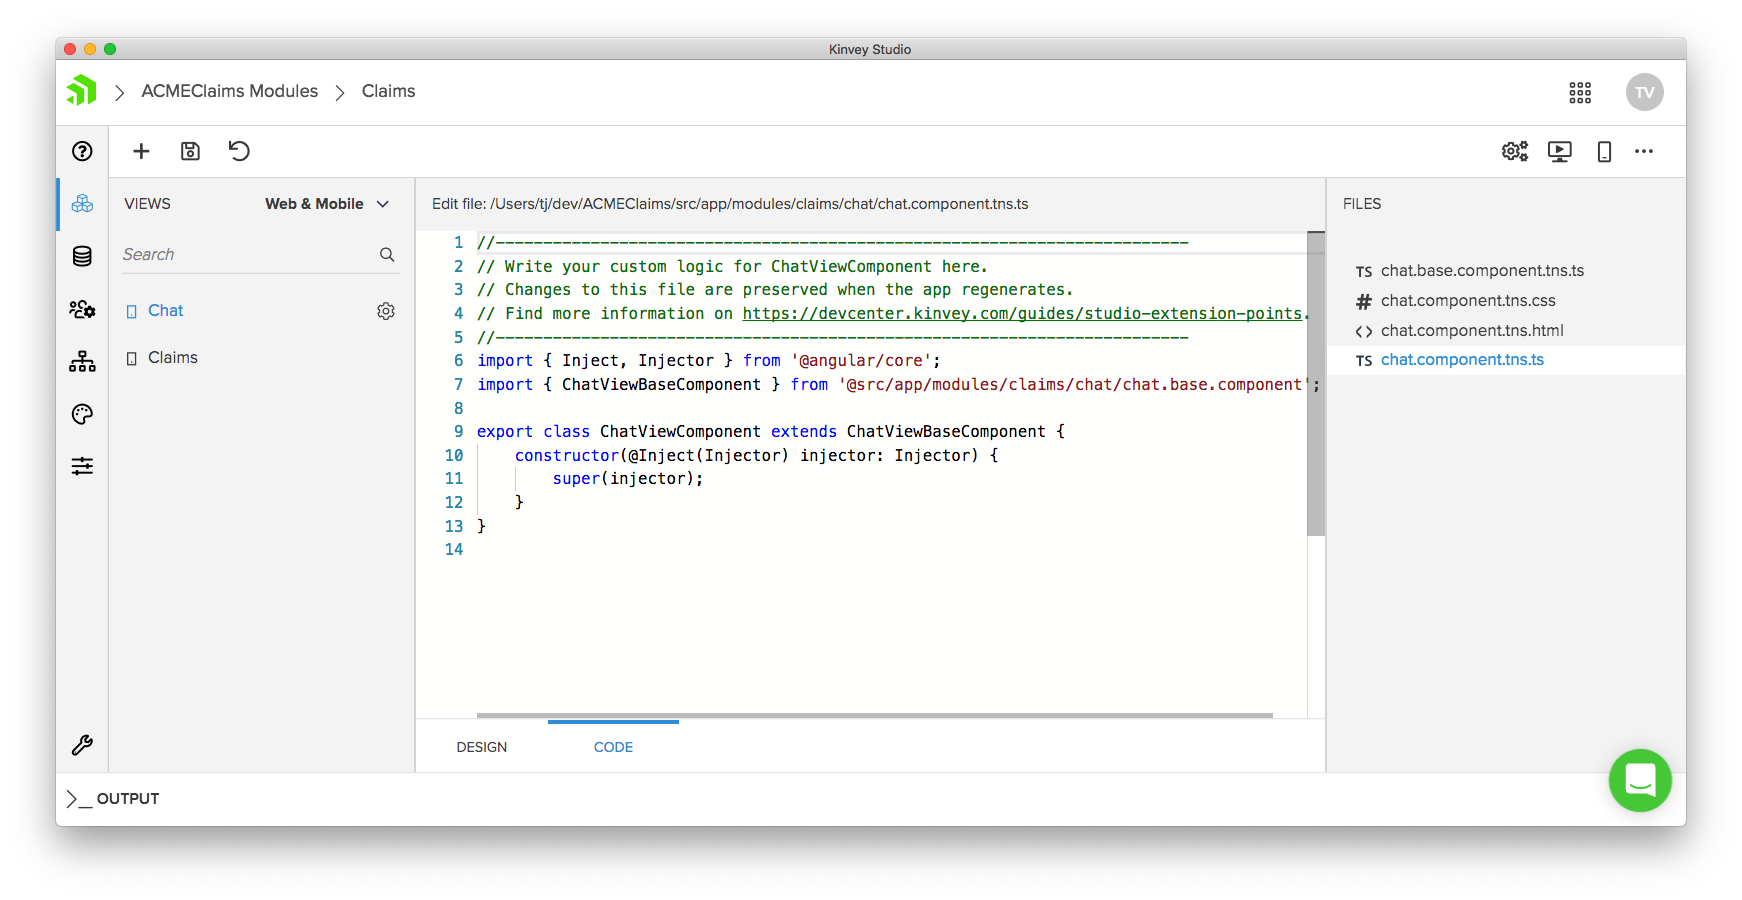 Kinvey Studio
ACMEClaims Modules
Claims
TV
VIEWS
Web & Mobile
Search
Chat
Claims
Edit file: /Users/tj/dev/ACMEClaims/src/app/modules/claims/chat/chat.component.tns.ts
1 //-------------------------------------------------------------------------
2 // Write your custom logic for ChatViewComponent here.
3 // Changes to this file are preserved when the app regenerates.
4 // Find more information on https://devcenter.kinvey.com/guides/studio-extension-points.
5 //-------------------------------------------------------------------------
6 import { Inject, Injector } from '@angular/core';
7 import { ChatViewBaseComponent } from '@src/app/modules/claims/chat/chat.base.component';
8
9 export class ChatViewComponent extends ChatViewBaseComponent {
10     constructor(@Inject(Injector) injector: Injector) {
11         super(injector);
12     }
13 }
14
DESIGN
CODE
FILES
TS chat.base.component.tns.ts
# chat.component.tns.css
<> chat.component.tns.html
TS chat.component.tns.ts
>_ OUTPUT